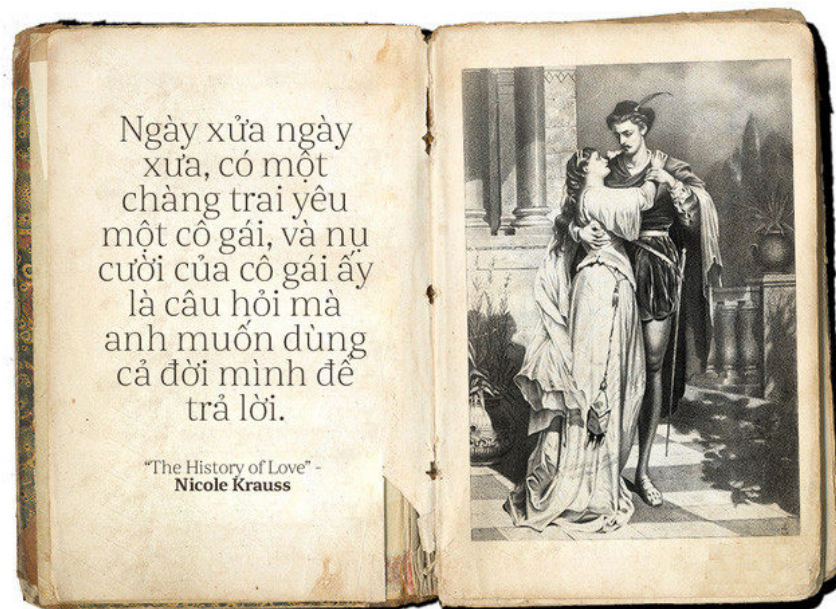 Ngày xửa ngày
xưa, có một
chàng trai yêu
một cô gái, và nụ
cười của cô gái ấy
là câu hỏi mà
anh muốn dùng
cả đời mình để
trả lời.
“The History of Love” -
Nicole Krauss